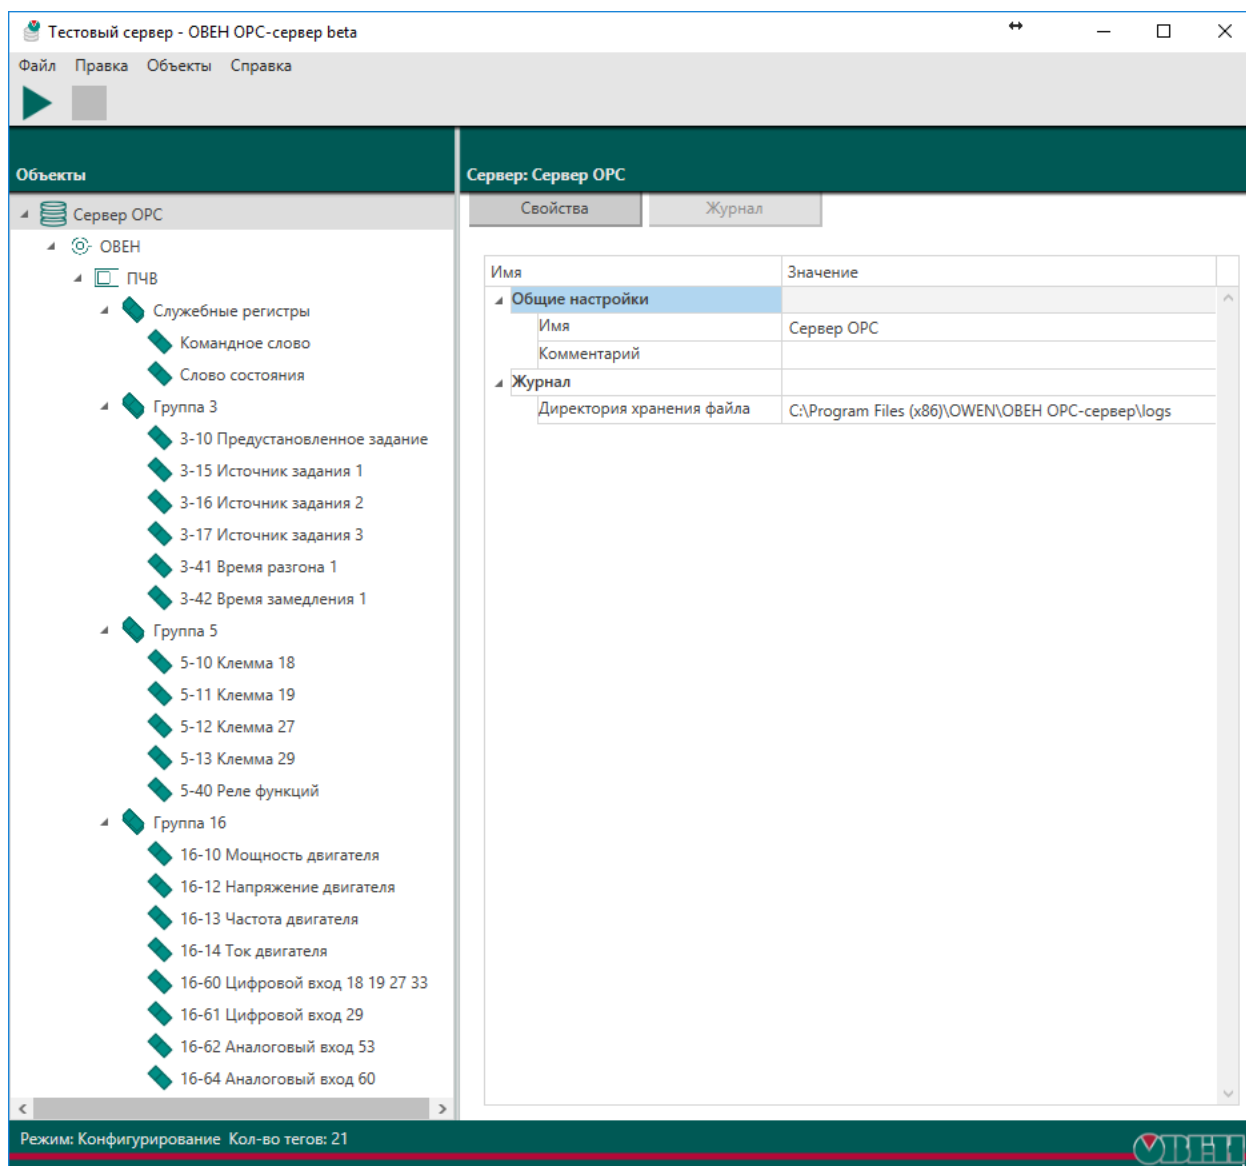 Тестовый сервер - ОВЕН ОРС-сервер beta
Файл Правка Объекты Справка
Объекты
Сервер: Сервер ОРС
Сервер ОРС
ОВЕН
ПЧВ
Служебные регистры
Командное слово
Слово состояния
Группа 3
3-10 Предустановленное задание
3-15 Источник задания 1
3-16 Источник задания 2
3-17 Источник задания 3
3-41 Время разгона 1
3-42 Время замедления 1
Группа 5
5-10 Клемма 18
5-11 Клемма 19
5-12 Клемма 27
5-13 Клемма 29
5-40 Реле функций
Группа 16
16-10 Мощность двигателя
16-12 Напряжение двигателя
16-13 Частота двигателя
16-14 Ток двигателя
16-60 Цифровой вход 18 19 27 33
16-61 Цифровой вход 29
16-62 Аналоговый вход 53
16-64 Аналоговый вход 60
Свойства Журнал
Имя Значение
Общие настройки
Имя Сервер ОРС
Комментарий
Журнал
Директория хранения файла C:\Program Files (x86)\OWEN\ОВЕН ОРС-сервер\logs
Режим: Конфигурирование Кол-во тегов: 21
ОВЕН